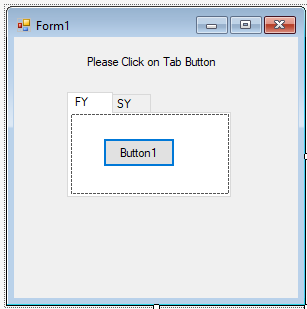 Form1
Please Click on Tab Button
FY
SY
Button1